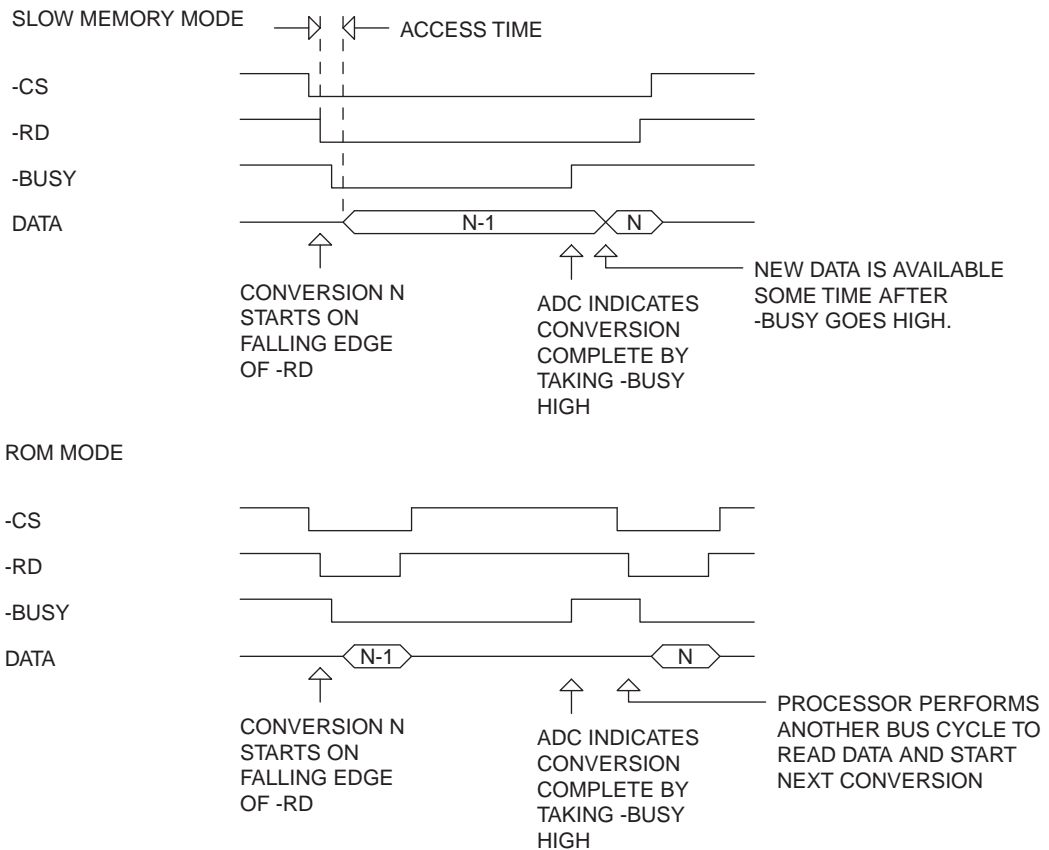 SLOW MEMORY MODE
ACCESS TIME
-CS
-RD
-BUSY
DATA
N-1
N
CONVERSION N
STARTS ON
FALLING EDGE
OF -RD
ADC INDICATES
CONVERSION
COMPLETE BY
TAKING -BUSY
HIGH
NEW DATA IS AVAILABLE
SOME TIME AFTER
-BUSY GOES HIGH.
ROM MODE
-CS
-RD
-BUSY
DATA
N-1
N
CONVERSION N
STARTS ON
FALLING EDGE
OF -RD
ADC INDICATES
CONVERSION
COMPLETE BY
TAKING -BUSY
HIGH
PROCESSOR PERFORMS
ANOTHER BUS CYCLE TO
READ DATA AND START
NEXT CONVERSION